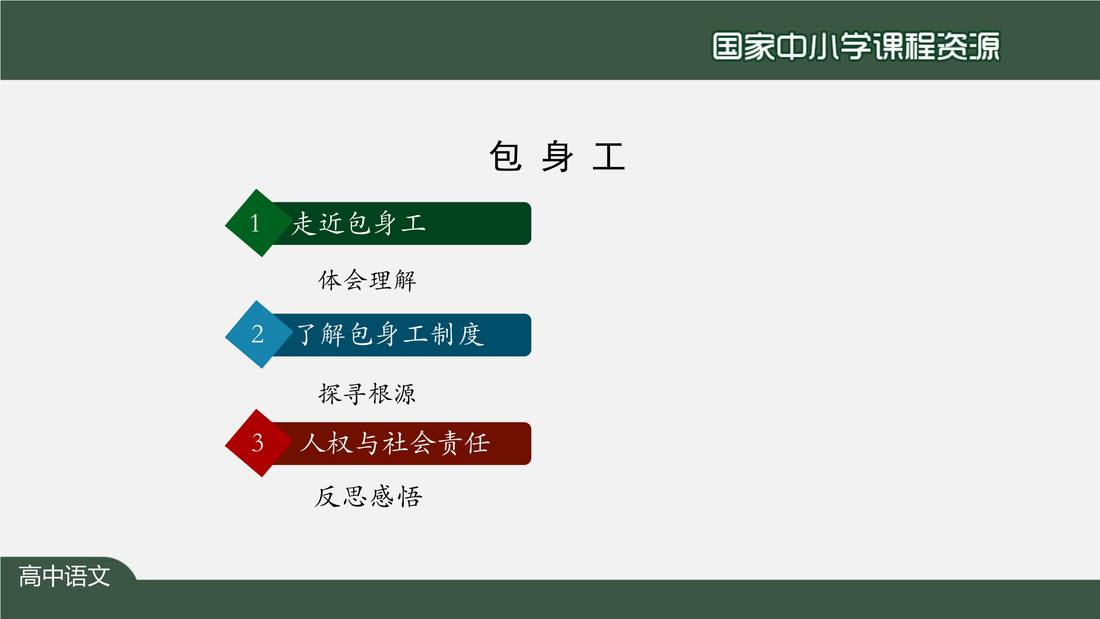 国家中小学课程资源
包身工
1 走近包身工
体会理解
2 了解包身工制度
探寻根源
3 人权与社会责任
反思感悟
高中语文